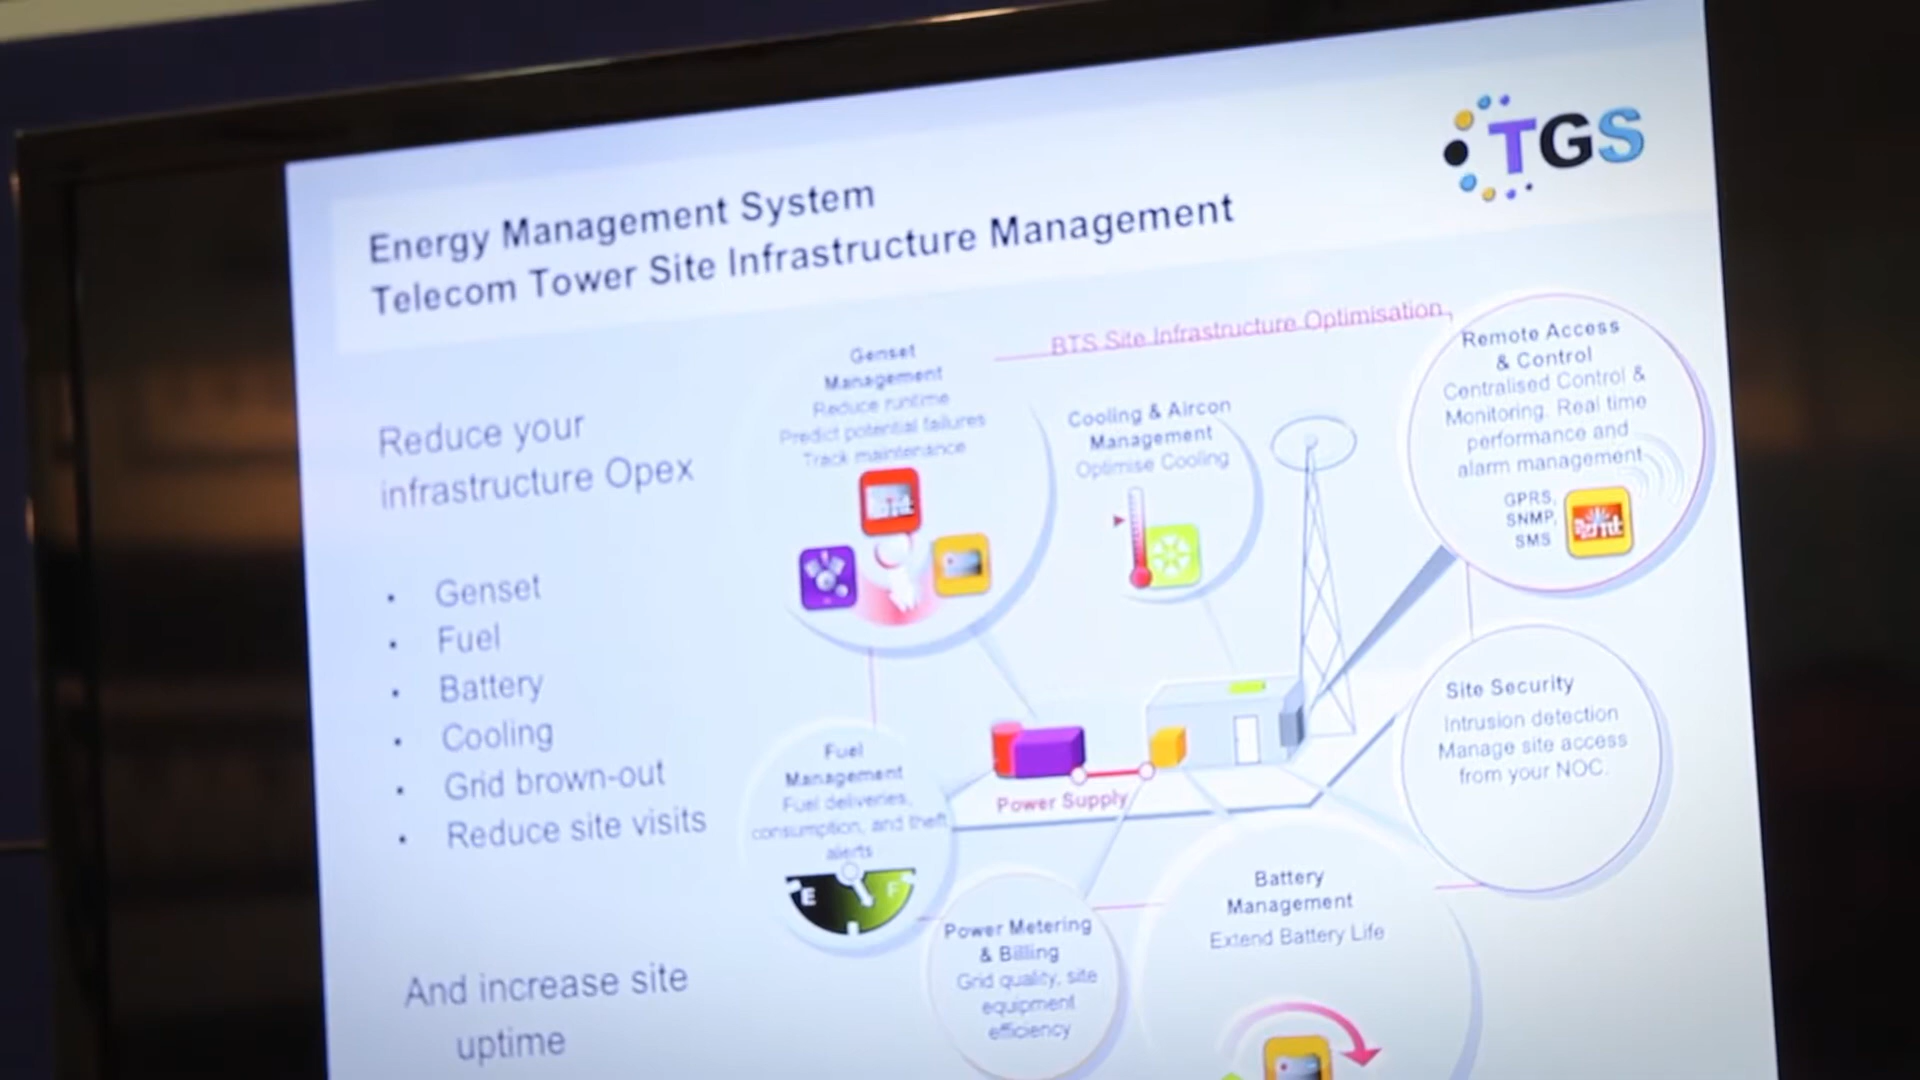 TGS
Energy Management System
Telecom Tower Site Infrastructure Management
Reduce your
infrastructure Opex
• Genset
• Fuel
• Battery
• Cooling
• Grid brown-out
• Reduce site visits
And increase site
uptime
BTS Site Infrastructure Optimisation
Genset
Management
Reduce runtime
Predict potential failures
Track maintenance
Cooling & Aircon
Management
Optimise Cooling
Remote Access
& Control
Centralised Control &
Monitoring. Real time
performance and
alarm management
GPRS,
SNMP,
SMS
Site Security
Intrusion detection
Manage site access
from your NOC.
Fuel
Management
Fuel deliveries,
consumption, and theft
alerts
E F
Power Supply
Power Metering
& Billing
Grid quality, site
equipment
efficiency
Battery
Management
Extend Battery Life